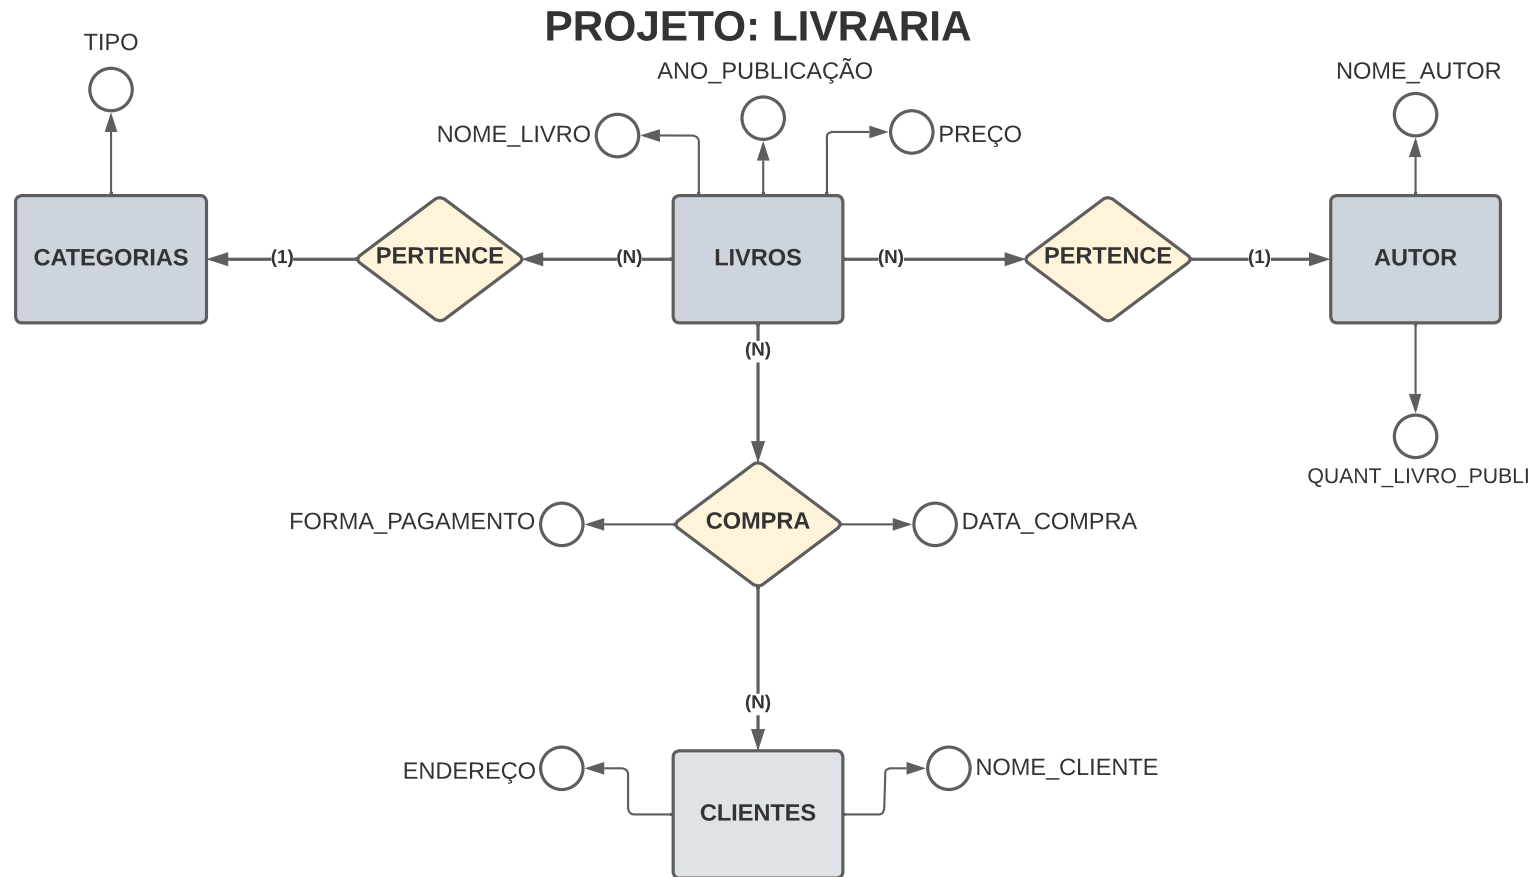 PROJETO: LIVRARIA
TIPO
ANO_PUBLICAÇÃO
NOME_AUTOR
NOME_LIVRO
PREÇO
CATEGORIAS
(1)
PERTENCE
(N)
LIVROS
(N)
PERTENCE
(1)
AUTOR
(N)
QUANT_LIVRO_PUBLI
FORMA_PAGAMENTO
COMPRA
DATA_COMPRA
(N)
ENDEREÇO
NOME_CLIENTE
CLIENTES